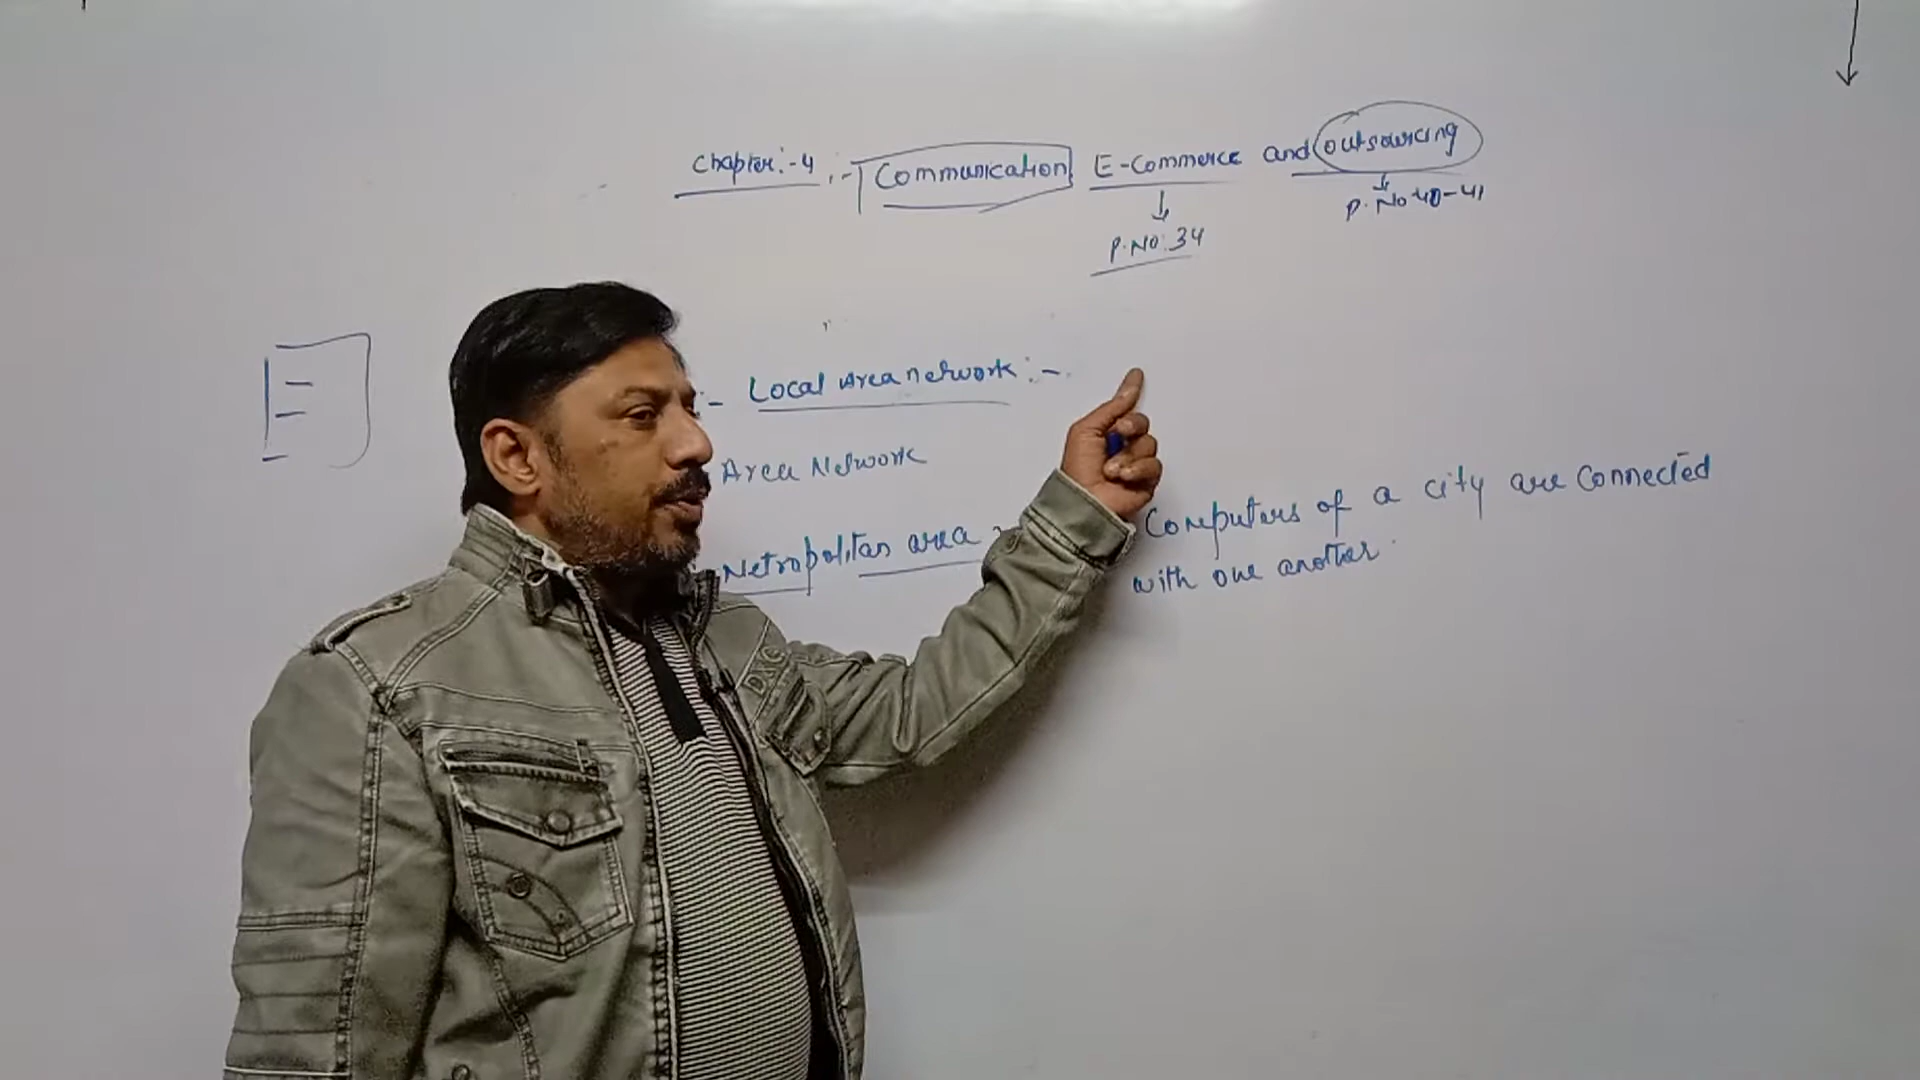 Chapter:-4 :- Communication E-Commerce and outsourcing
P.No:34
P.No 40-41
:- Local Area network:-
Area Network
Metropolitan area
Computers of a city are Connected
with one another.
DXG